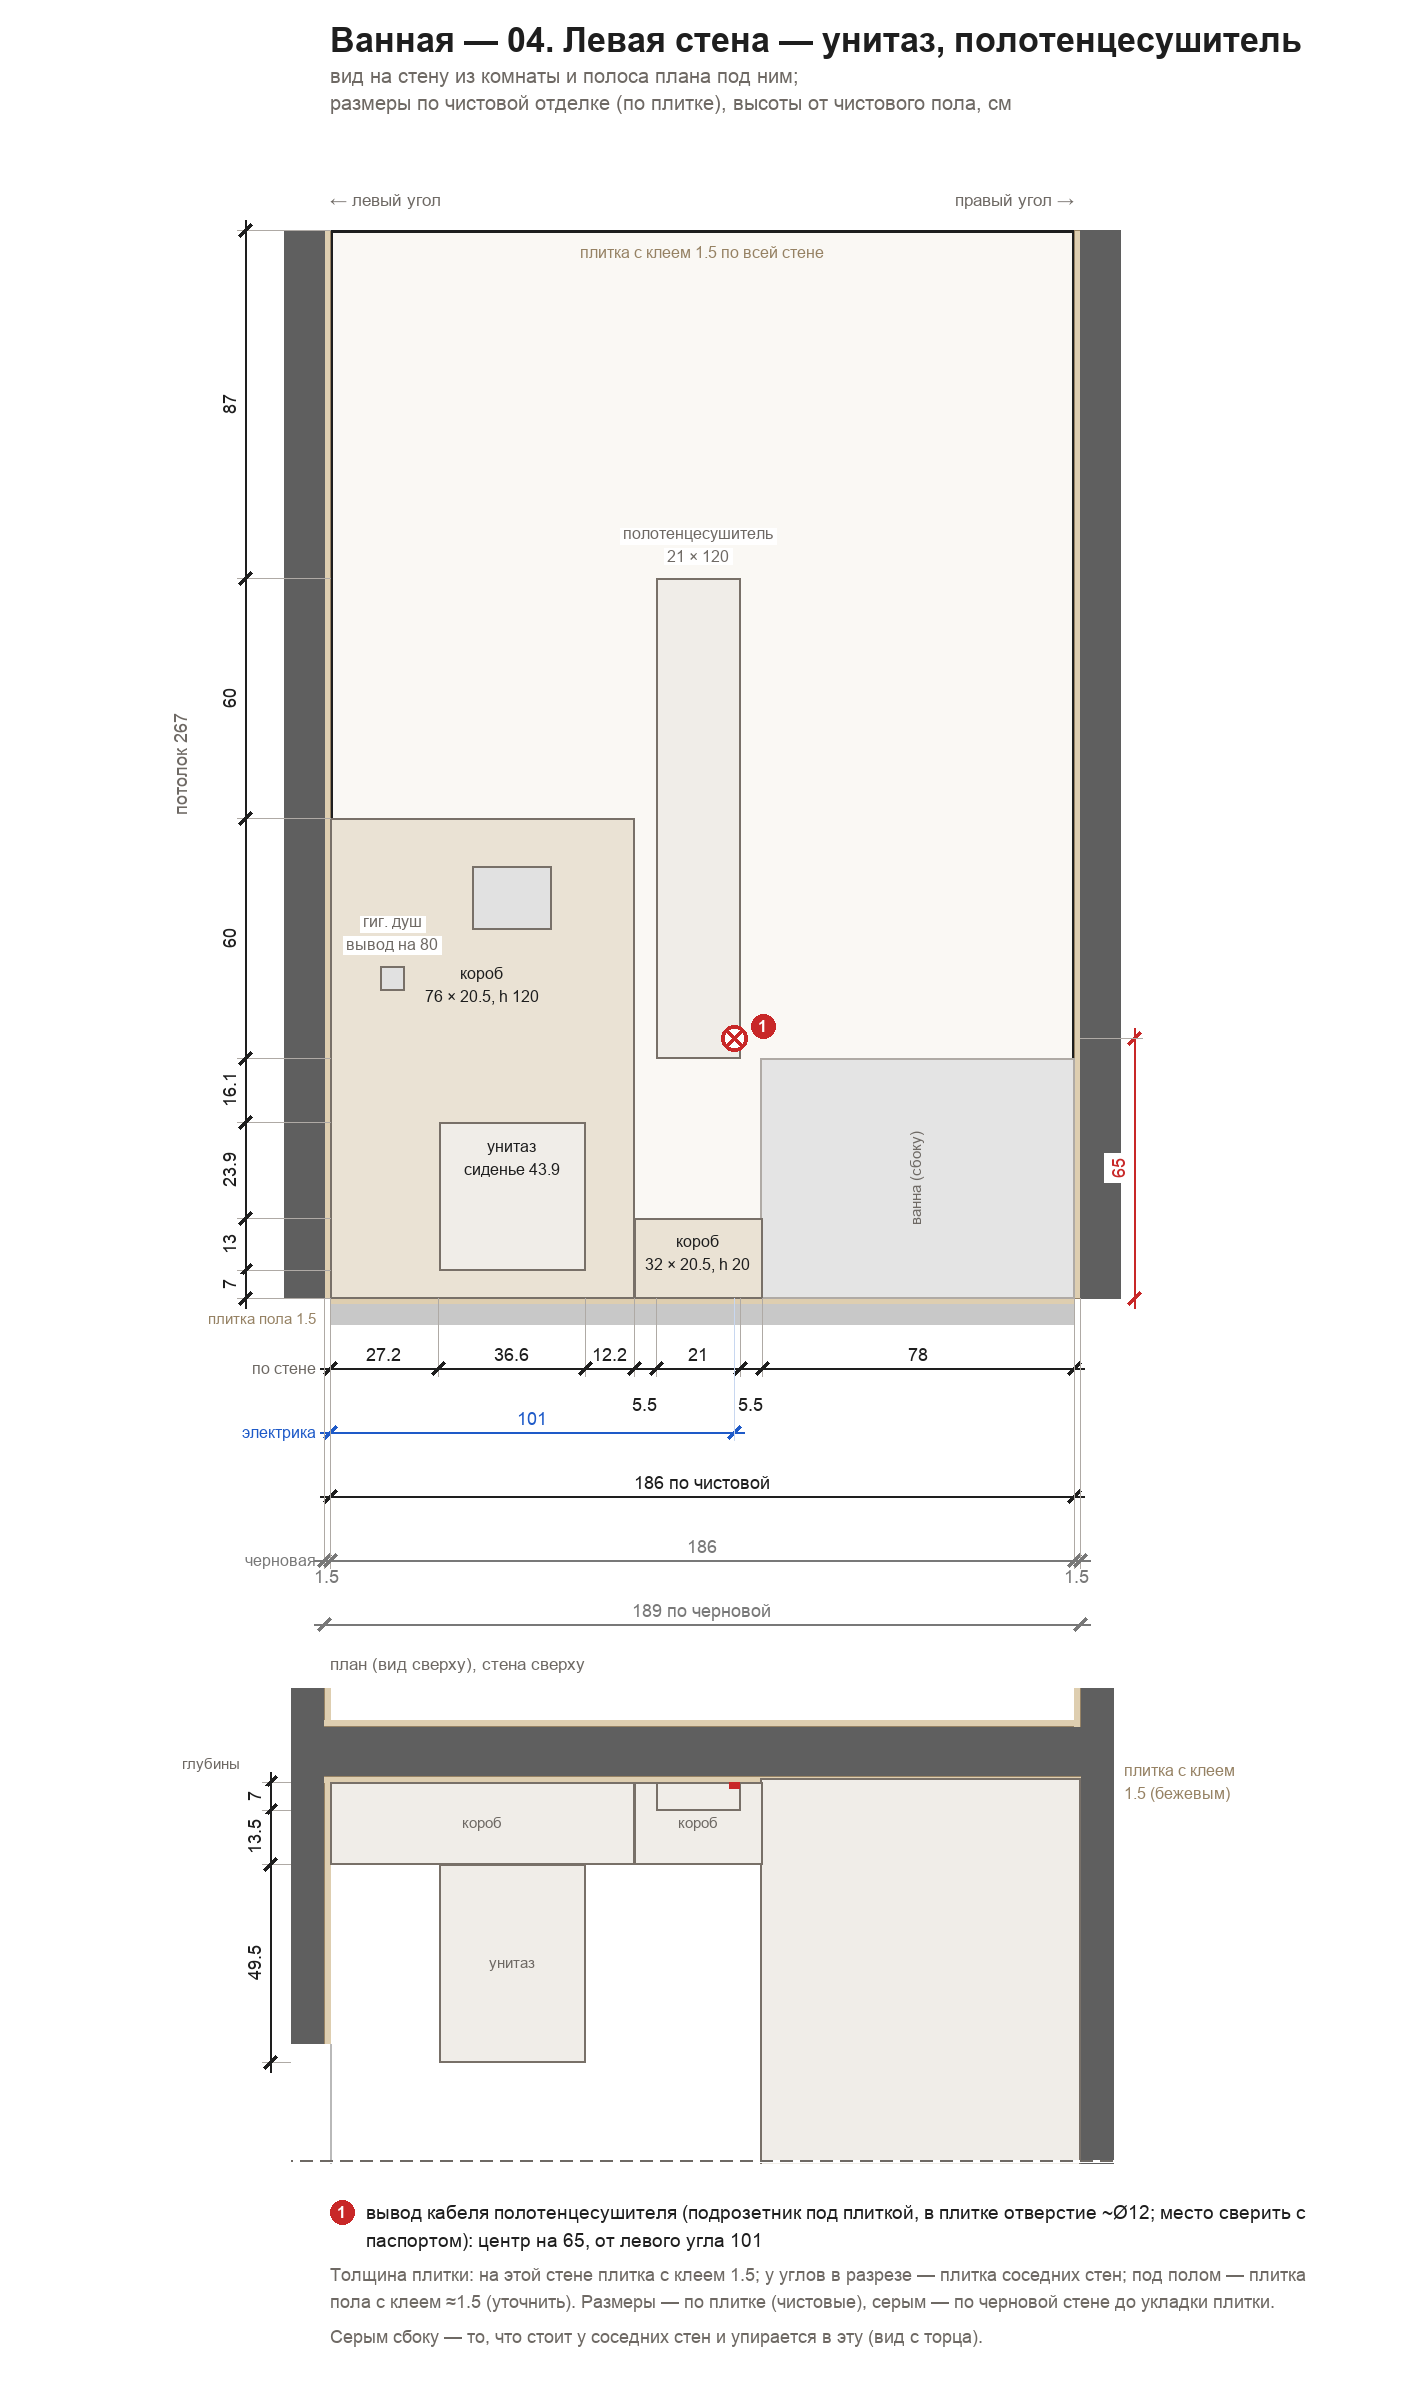 Ванная — 04. Левая стена — унитаз, полотенцесушитель
вид на стену из комнаты и полоса плана под ним;
размеры по чистовой отделке (по плитке), высоты от чистового пола, см
← левый угол
правый угол →
плитка с клеем 1.5 по всей стене
87
полотенцесушитель
21 × 120
60
потолок 267
гиг. душ
вывод на 80
60
короб
76 × 20.5, h 120
1
16.1
унитаз
сиденье 43.9
23.9
ванна (сбоку)
65
13
короб
32 × 20.5, h 20
7
плитка пола 1.5
по стене
27.2
36.6
12.2
21
78
5.5
5.5
электрика
101
186 по чистовой
черновая
186
1.5
1.5
189 по черновой
план (вид сверху), стена сверху
глубины
плитка с клеем
1.5 (бежевым)
7
13.5
короб
короб
49.5
унитаз
1 вывод кабеля полотенцесушителя (подрозетник под плиткой, в плитке отверстие ~Ø12; место сверить с
паспортом): центр на 65, от левого угла 101
Толщина плитки: на этой стене плитка с клеем 1.5; у углов в разрезе — плитка соседних стен; под полом — плитка
пола с клеем ≈1.5 (уточнить). Размеры — по плитке (чистовые), серым — по черновой стене до укладки плитки.
Серым сбоку — то, что стоит у соседних стен и упирается в эту (вид с торца).